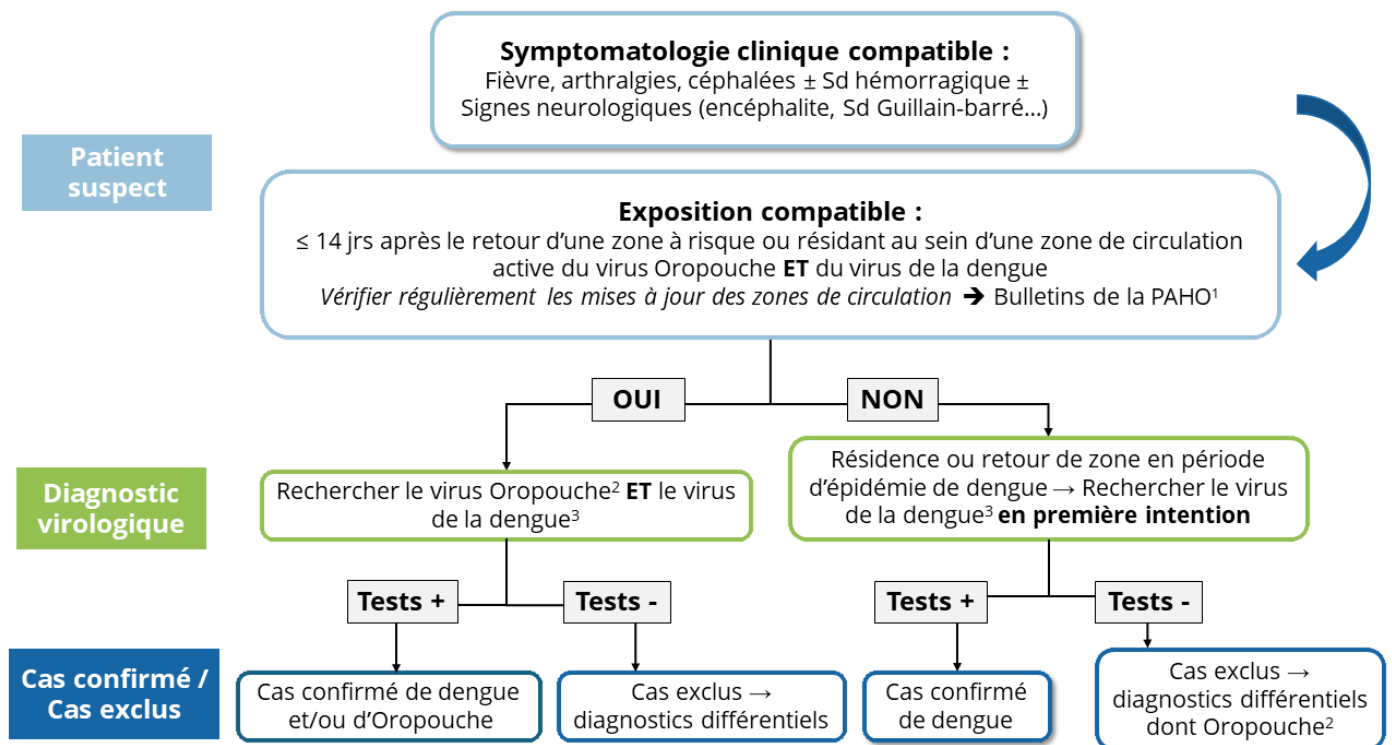 Symptomatologie clinique compatible :
Fièvre, arthralgies, céphalées ± Sd hémorragique ±
Signes neurologiques (encéphalite, Sd Guillain-barré...)
Patient
suspect
Exposition compatible :
≤ 14 jrs après le retour d’une zone à risque ou résidant au sein d’une zone de circulation
active du virus Oropouche ET du virus de la dengue
Vérifier régulièrement les mises à jour des zones de circulation ➔ Bulletins de la PAHO¹
OUI
NON
Diagnostic
virologique
Rechercher le virus Oropouche² ET le virus
de la dengue³
Résidence ou retour de zone en période
d’épidémie de dengue → Rechercher le virus
de la dengue³ en première intention
Tests +
Tests -
Tests +
Tests -
Cas confirmé /
Cas exclus
Cas confirmé de dengue
et/ou d’Oropouche
Cas exclus →
diagnostics différentiels
Cas confirmé
de dengue
Cas exclus →
diagnostics différentiels
dont Oropouche²